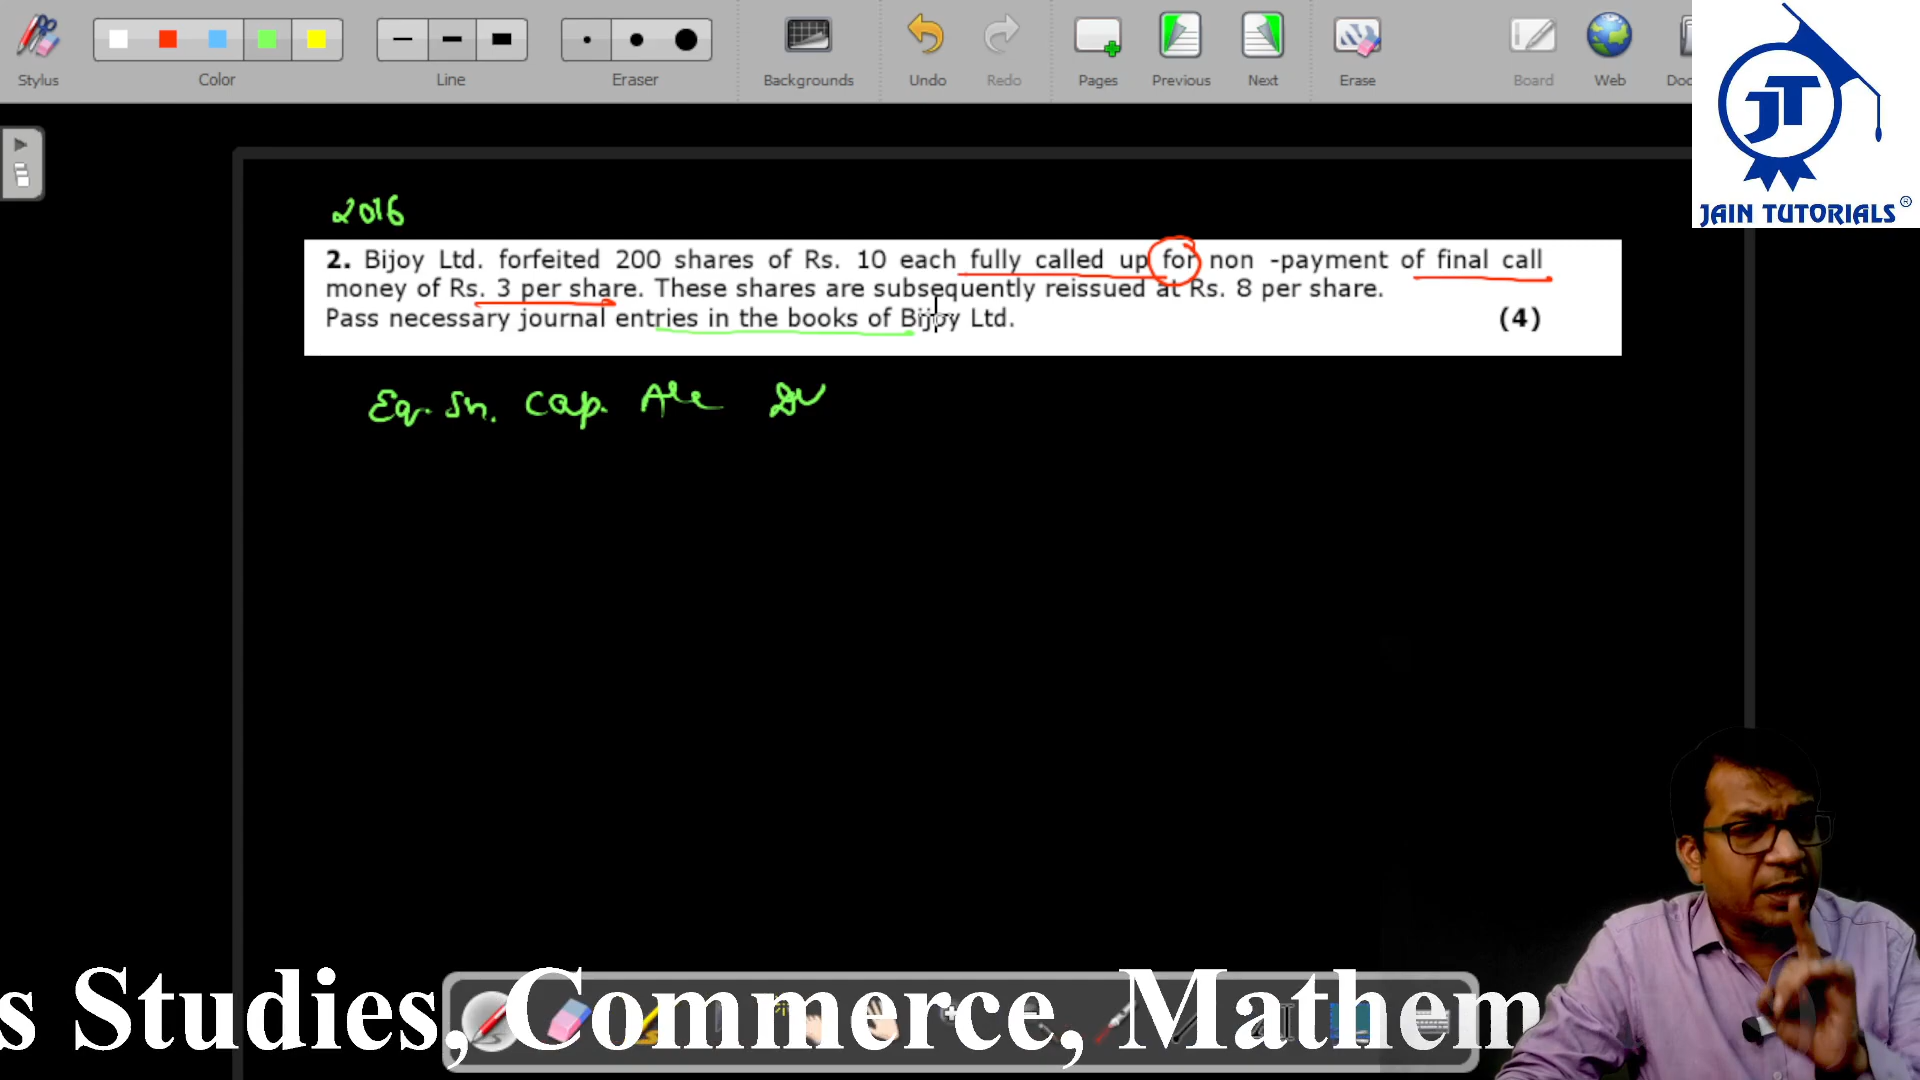 Stylus
Color
Line
Eraser
Backgrounds
Undo
Redo
Pages
Previous
Next
Erase
Board
Web
JT
JAIN TUTORIALS®
2016
2. Bijoy Ltd. forfeited 200 shares of Rs. 10 each fully called up for non -payment of final call
money of Rs. 3 per share. These shares are subsequently reissued at Rs. 8 per share.
Pass necessary journal entries in the books of Bijoy Ltd. (4)
Eq. Sh. Cap. A/c Dr
s Studies, Commerce, Mathem